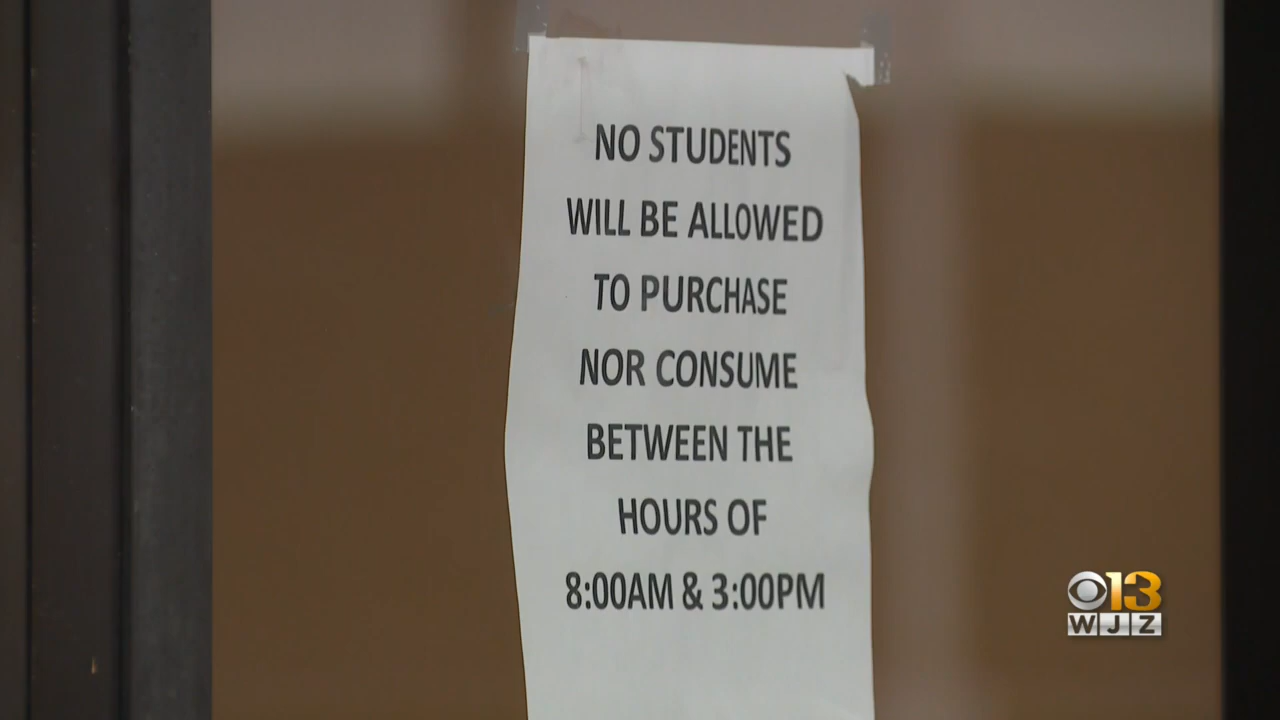 NO STUDENTS
WILL BE ALLOWED
TO PURCHASE
NOR CONSUME
BETWEEN THE
HOURS OF
8:00AM & 3:00PM
13
WJZ